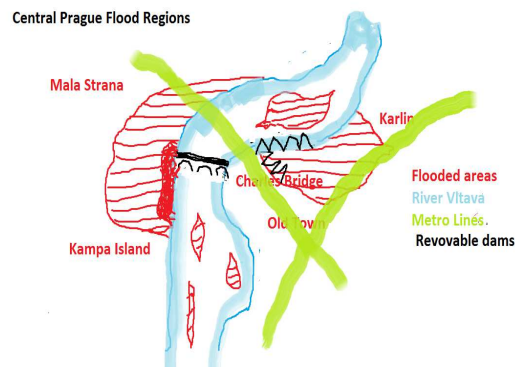 Central Prague Flood Regions
Mala Strana
Karlin
Charles Bridge
Flooded areas
River Vltava
Old Town
Metro Lines.
Revovable dams
Kampa Island